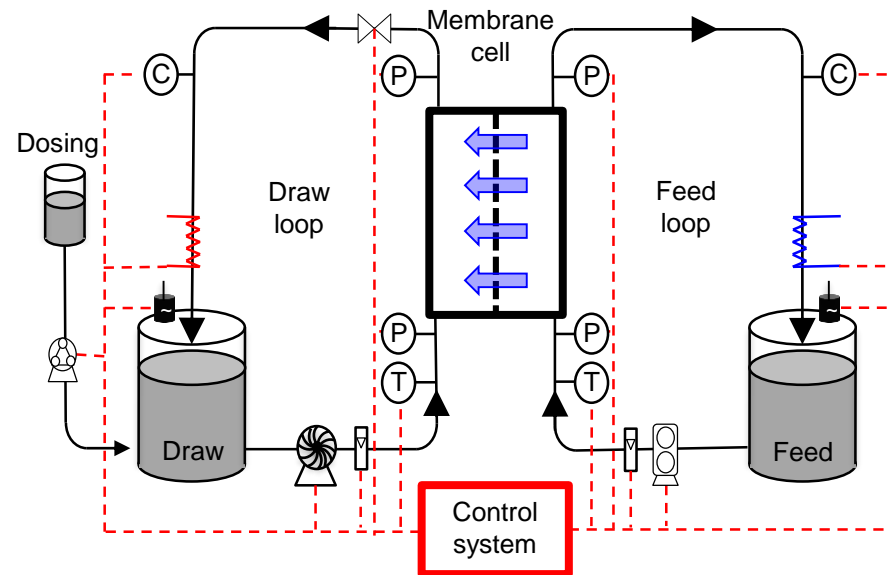 Membrane
cell
C
P
P
C
Dosing
Draw
loop
Feed
loop
~
~
P
P
T
T
Draw
Feed
Control
system